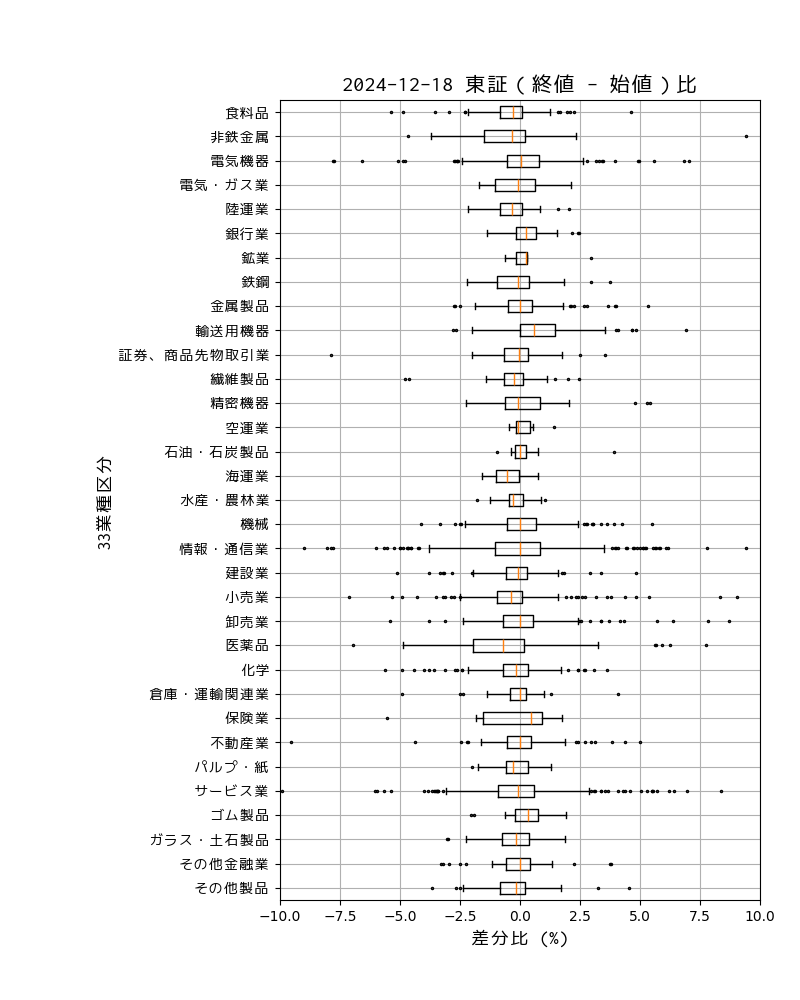 2024-12-18 東証 ( 終値 - 始値 ) 比
食料品
非鉄金属
電気機器
電気・ガス業
陸運業
銀行業
鉱業
鉄鋼
金属製品
輸送用機器
証券、商品先物取引業
繊維製品
精密機器
空運業
石油・石炭製品
海運業
水産・農林業
機械
情報・通信業
建設業
小売業
卸売業
医薬品
化学
倉庫・運輸関連業
保険業
不動産業
パルプ・紙
サービス業
ゴム製品
ガラス・土石製品
その他金融業
その他製品
33業種区分
−10.0 −7.5 −5.0 −2.5 0.0 2.5 5.0 7.5 10.0
差分比 (%)